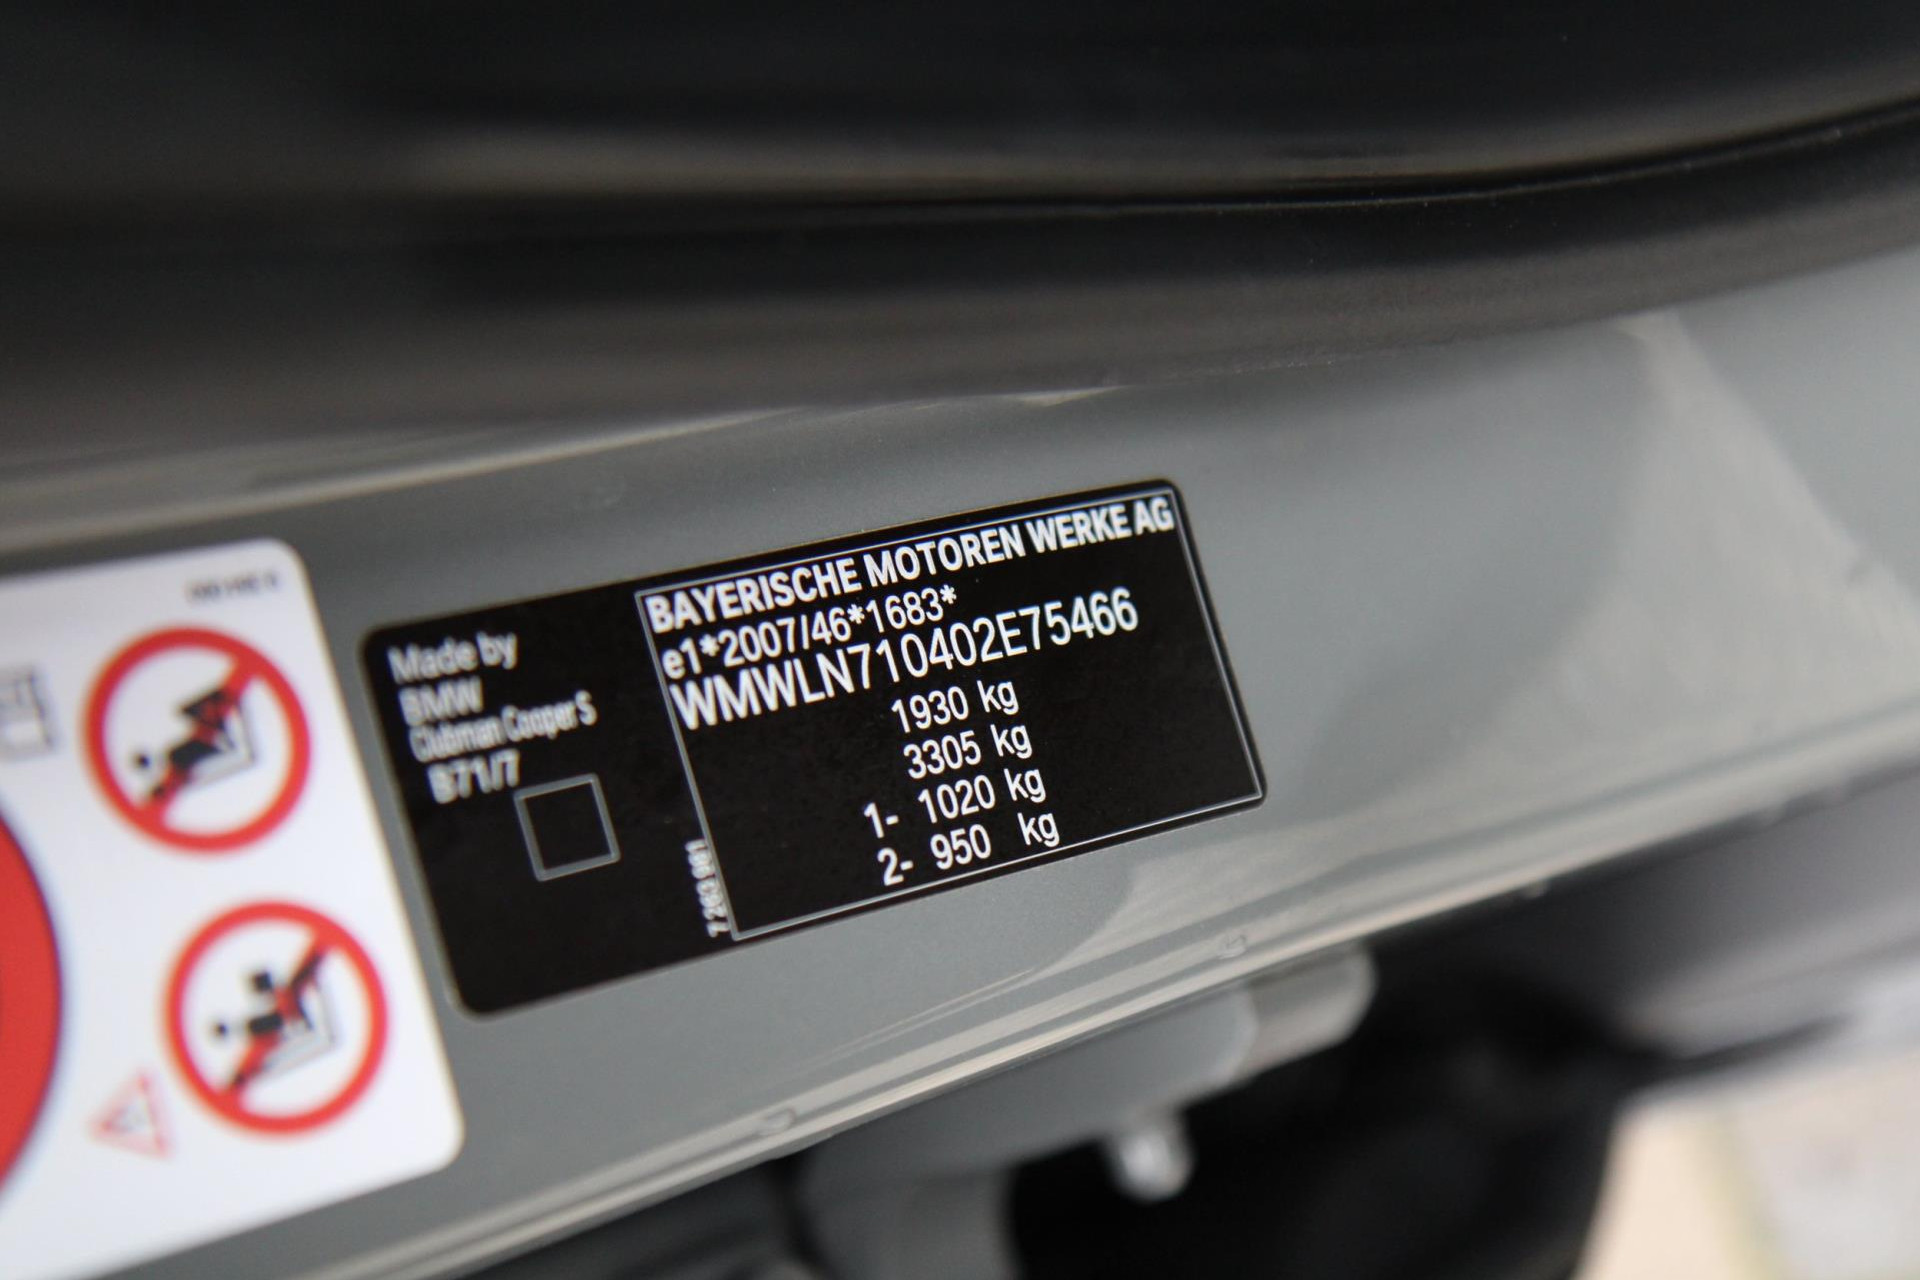 Made by
BMW
Clubman Cooper S
B71/7
BAYERISCHE MOTOREN WERKE AG
e1*2007/46*1683*
WMWLN710402E75466
1930 kg
3305 kg
1- 1020 kg
2- 950 kg